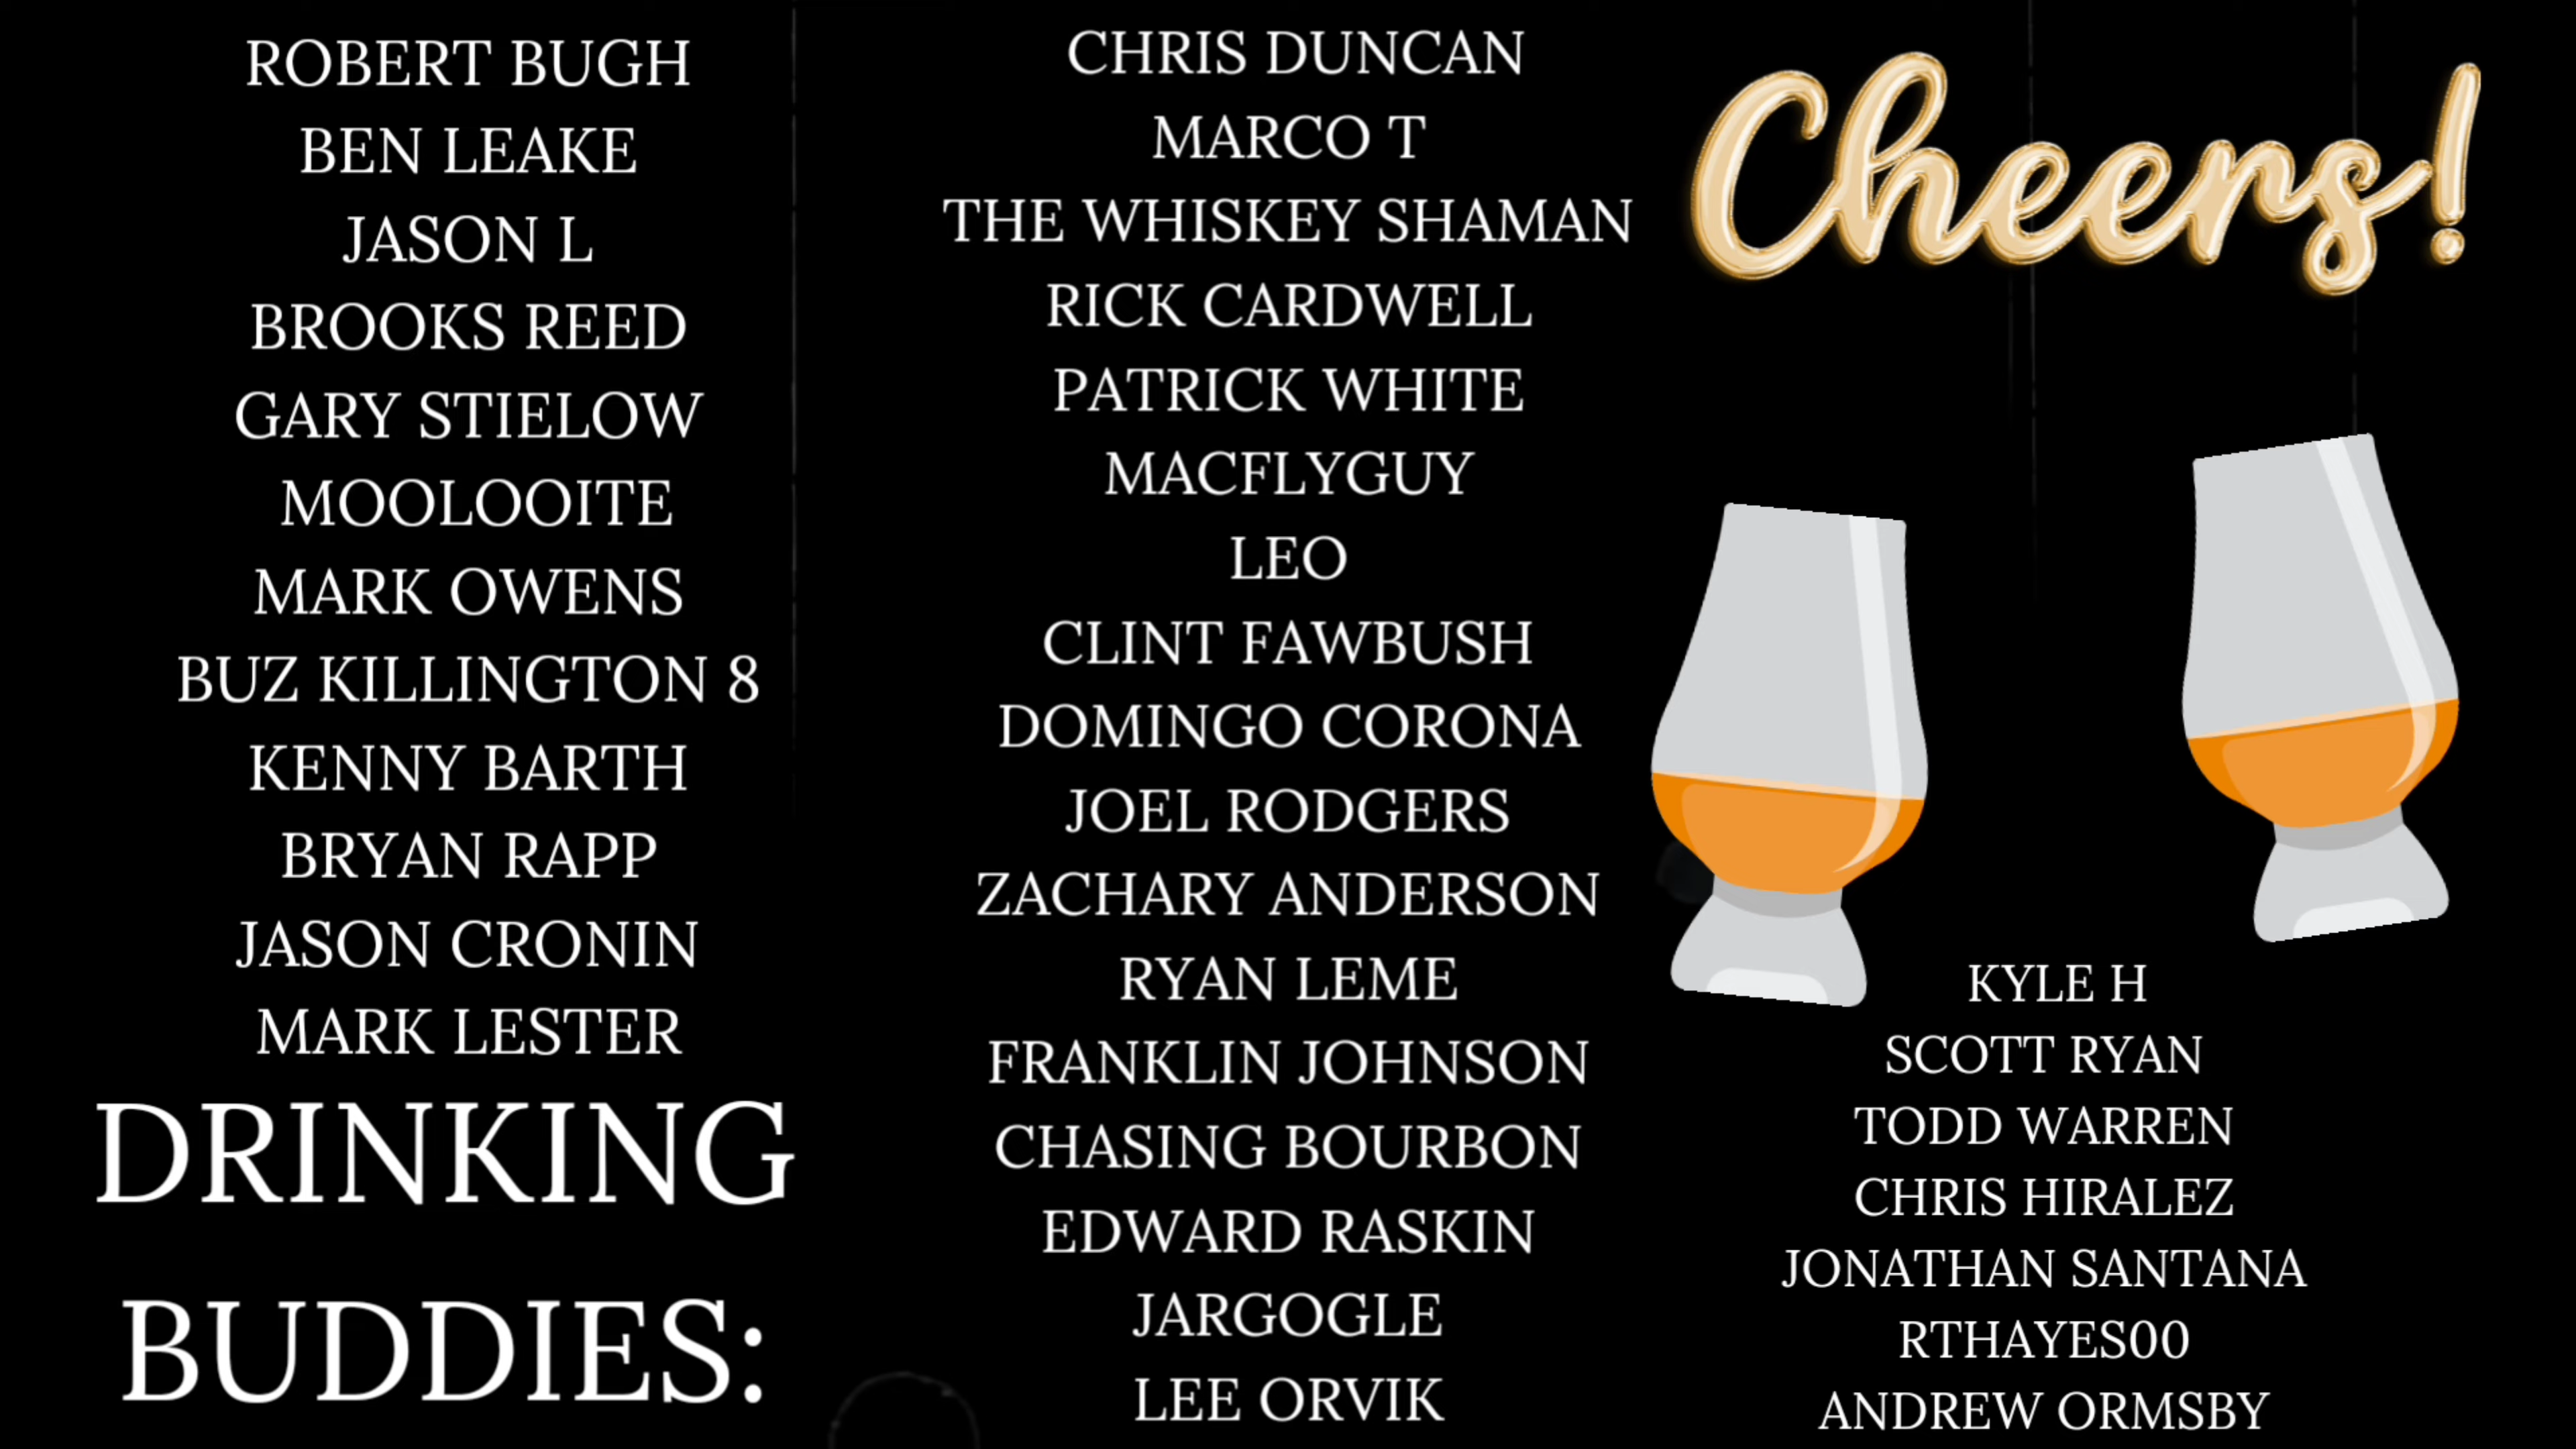 ROBERT BUGH
BEN LEAKE
JASON L
BROOKS REED
GARY STIELOW
MOOLOOITE
MARK OWENS
BUZ KILLINGTON 8
KENNY BARTH
BRYAN RAPP
JASON CRONIN
MARK LESTER
DRINKING
BUDDIES:
CHRIS DUNCAN
MARCO T
THE WHISKEY SHAMAN
RICK CARDWELL
PATRICK WHITE
MACFLYGUY
LEO
CLINT FAWBUSH
DOMINGO CORONA
JOEL RODGERS
ZACHARY ANDERSON
RYAN LEME
FRANKLIN JOHNSON
CHASING BOURBON
EDWARD RASKIN
JARGOGLE
LEE ORVIK
Cheers!
KYLE H
SCOTT RYAN
TODD WARREN
CHRIS HIRALEZ
JONATHAN SANTANA
RTHAYES00
ANDREW ORMSBY